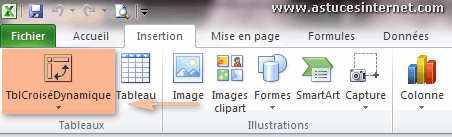 www.astucesinternet.com
Fichier Accueil Insertion Mise en page Formules Données
TblCroiséDynamique Tableau Image Images clipart Formes SmartArt Capture Colonne
Tableaux Illustrations